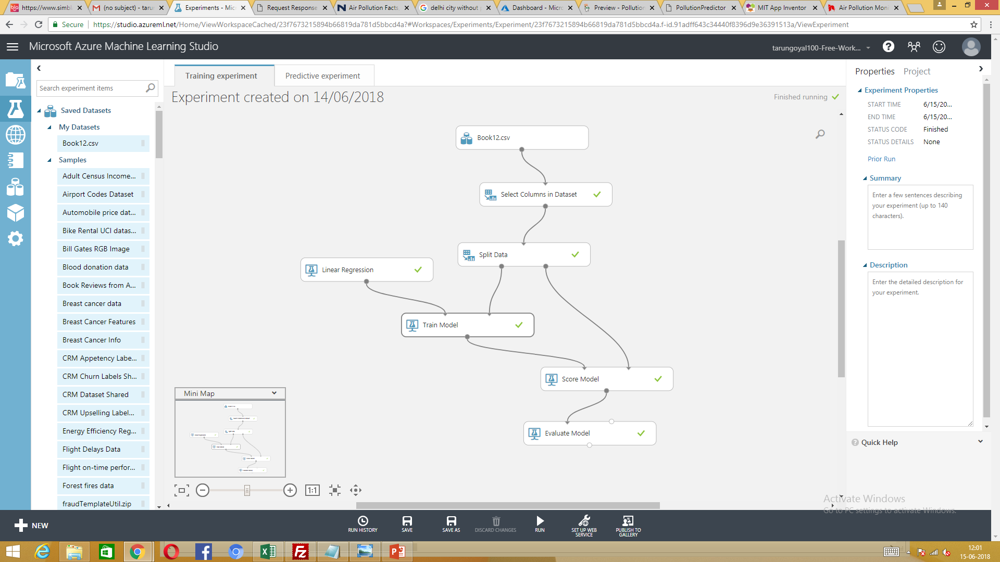 https://www.simbl
(no subject) - taru
Experiments - Mic
Request Response
Air Pollution Facts,
delhi city without p
Dashboard - Micro
Preview - Pollution
PollutionPredictor
MIT App Inventor
Air Pollution Moni
Secure
https://studio.azureml.net/Home/ViewWorkspaceCached/23f7673215894b66819da781d5bbcd4a?#Workspaces/Experiments/Experiment/23f7673215894b66819da781d5bbcd4a.f-id.91adff643c34440f8396d9e36391513a/ViewExperiment
Microsoft Azure Machine Learning Studio
tarungoyal100-Free-Work...
Search experiment items
Saved Datasets
My Datasets
Book12.csv
Samples
Adult Census Income...
Airport Codes Dataset
Automobile price dat...
Bike Rental UCI datas...
Bill Gates RGB Image
Blood donation data
Book Reviews from A...
Breast cancer data
Breast Cancer Features
Breast Cancer Info
CRM Appetency Labe...
CRM Churn Labels Sh...
CRM Dataset Shared
CRM Upselling Label...
Energy Efficiency Reg...
Flight Delays Data
Flight on-time perfor...
Forest fires data
fraudTemplateUtil.zip
Training experiment
Predictive experiment
Experiment created on 14/06/2018
Finished running
Book12.csv
Select Columns in Dataset
Split Data
Linear Regression
Train Model
Score Model
Evaluate Model
Mini Map
1:1
Properties Project
Experiment Properties
START TIME 6/15/20...
END TIME 6/15/20...
STATUS CODE Finished
STATUS DETAILS None
Prior Run
Summary
Enter a few sentences describing
your experiment (up to 140
characters).
Description
Enter the detailed description for
your experiment.
Quick Help
Activate Windows
Go to PC settings to activate Windows.
NEW
RUN HISTORY
SAVE
SAVE AS
DISCARD CHANGES
RUN
SET UP WEB
SERVICE
PUBLISH TO
GALLERY
12:01
15-06-2018